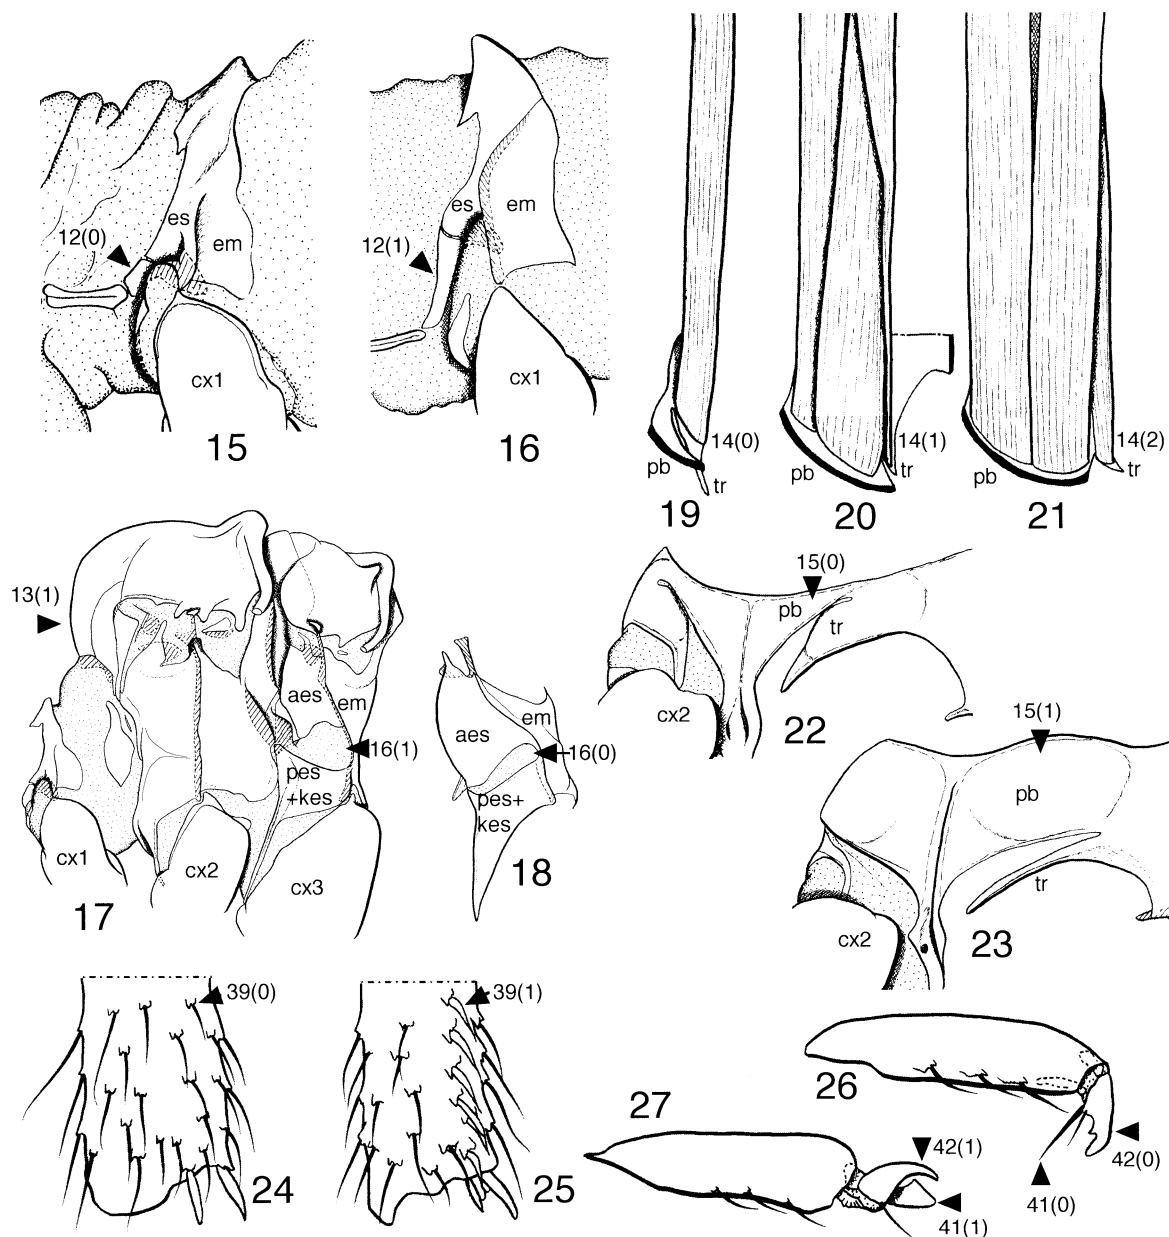 12(0)
es
em
cx1
15
12(1)
es
em
cx1
16
14(0)
pb
tr
19
14(1)
pb
tr
20
14(2)
tr
21
13(1)
aes
em
16(1)
pes
+kes
cx1
cx2
cx3
17
aes
em
16(0)
pes+
kes
18
15(0)
pb
tr
cx2
22
15(1)
pb
tr
cx2
23
39(0)
24
39(1)
25
26
42(0)
41(0)
27
42(1)
41(1)